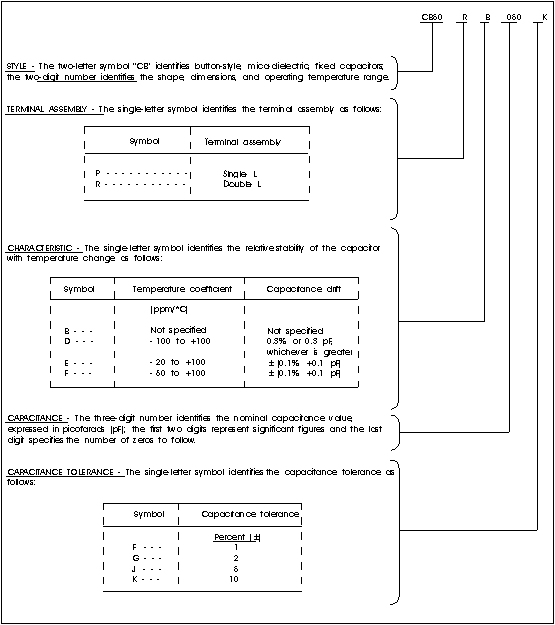 CB60 R B 060 K
STYLE - The two-letter symbol "CB" identifies button-style, mica-dielectric, fixed capacitors;
the two-digit number identifies the shape, dimensions, and operating temperature range.
TERMINAL ASSEMBLY - The single-letter symbol identifies the terminal assembly as follows:
Symbol Terminal assembly
P - - - - - - - - - - - Single L
R - - - - - - - - - - - Double L
CHARACTERISTIC - The single-letter symbol identifies the relative stability of the capacitor
with temperature change as follows:
Symbol Temperature coefficient Capacitance drift
(ppm/°C)
B - - - Not specified Not specified
D - - - -100 to +100 0.3% or 0.3 pF,
whichever is greater
E - - - -20 to +100 ±(0.1% +0.1 pF)
F - - - -50 to +100 ±(0.1% +0.1 pF)
CAPACITANCE - The three-digit number identifies the nominal capacitance value,
expressed in picofarads (pF); the first two digits represent significant figures and the last
digit specifies the number of zeros to follow.
CAPACITANCE TOLERANCE - The single-letter symbol identifies the capacitance tolerance as
follows:
Symbol Capacitance tolerance
Percent (±)
F - - - 1
G - - - 2
J - - - 5
K - - - 10